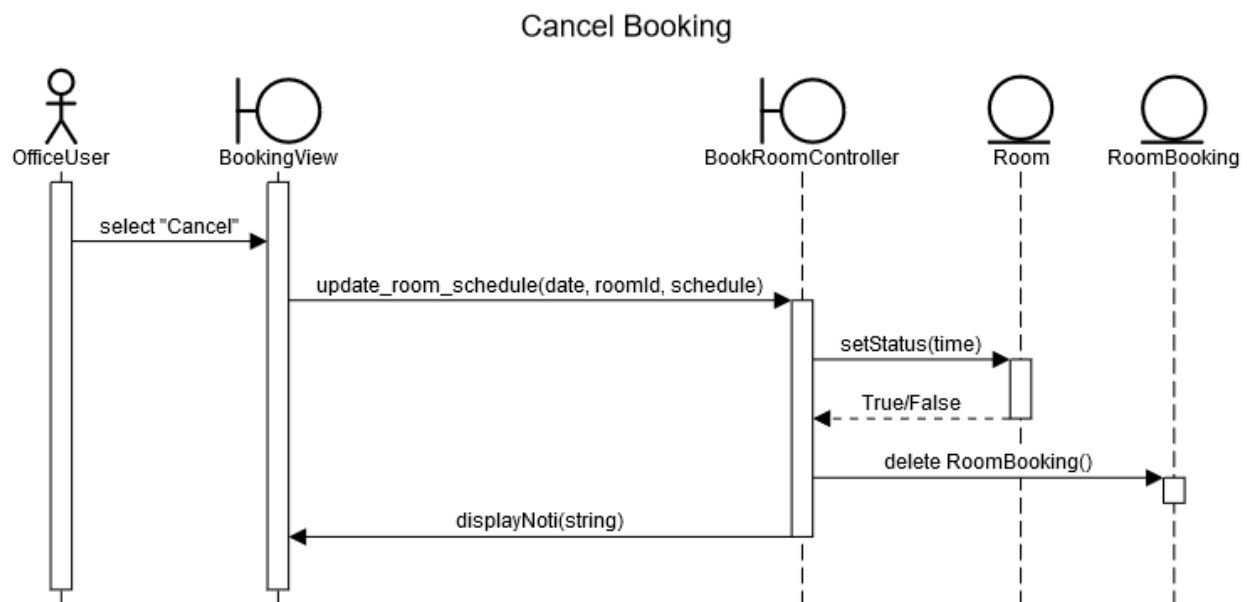 Cancel Booking
OfficeUser
BookingView
BookRoomController
Room
RoomBooking
select "Cancel"
update_room_schedule(date, roomId, schedule)
setStatus(time)
True/False
delete RoomBooking()
displayNoti(string)